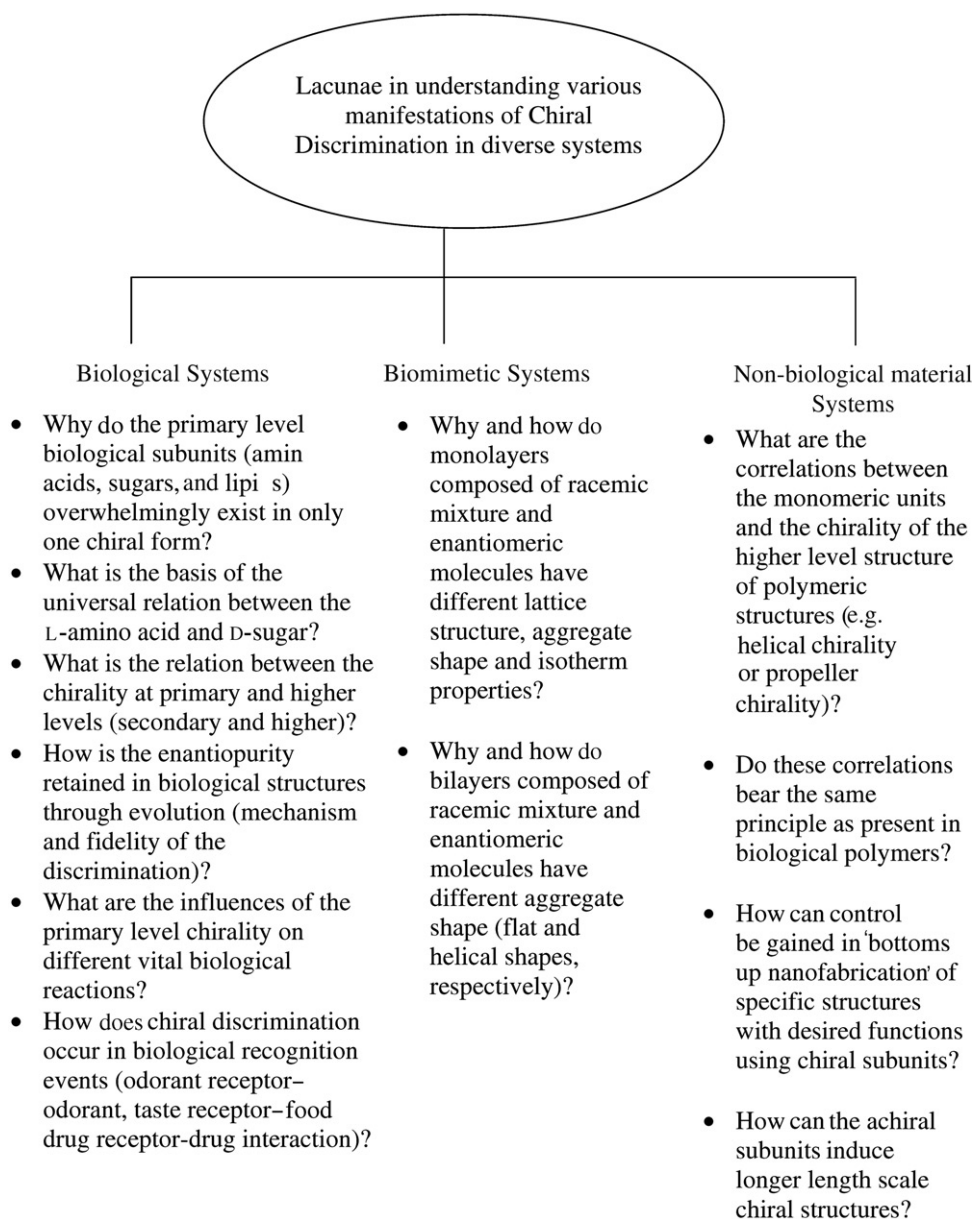 Lacunae in understanding various
manifestations of Chiral
Discrimination in diverse systems
Biological Systems
• Why do the primary level
biological subunits (amin
acids, sugars, and lipi s)
overwhelmingly exist in only
one chiral form?
• What is the basis of the
universal relation between the
L-amino acid and D-sugar?
• What is the relation between the
chirality at primary and higher
levels (secondary and higher)?
• How is the enantiopurity
retained in biological structures
through evolution (mechanism
and fidelity of the
discrimination)?
• What are the influences of the
primary level chirality on
different vital biological
reactions?
• How does chiral discrimination
occur in biological recognition
events (odorant receptor–
odorant, taste receptor–food
drug receptor-drug interaction)?
Biomimetic Systems
• Why and how do
monolayers
composed of racemic
mixture and
enantiomeric
molecules have
different lattice
structure, aggregate
shape and isotherm
properties?
• Why and how do
bilayers composed of
racemic mixture and
enantiomeric
molecules have
different aggregate
shape (flat and
helical shapes,
respectively)?
Non-biological material
Systems
• What are the
correlations between
the monomeric units
and the chirality of the
higher level structure
of polymeric
structures (e.g.
helical chirality
or propeller
chirality)?
• Do these correlations
bear the same
principle as present in
biological polymers?
• How can control
be gained in 'bottoms
up nanofabrication' of
specific structures
with desired functions
using chiral subunits?
• How can the achiral
subunits induce
longer length scale
chiral structures?